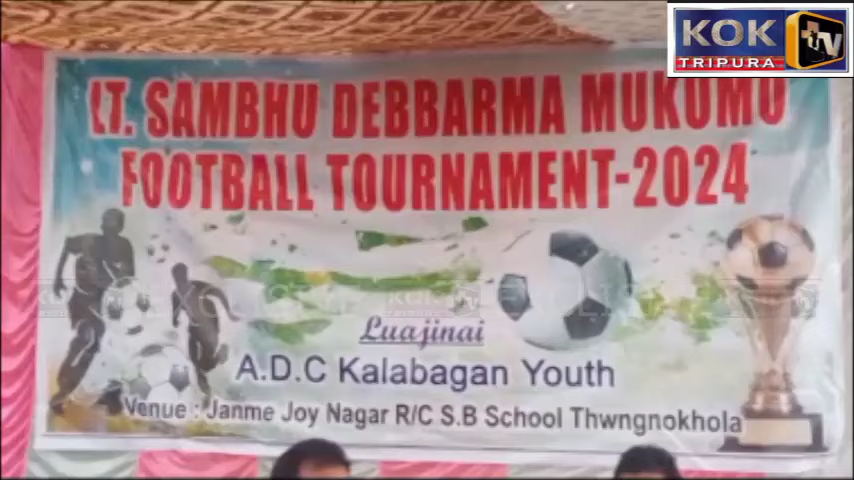 KOK tv
TRIPURA
LT. SAMBHU DEBBARMA MUKUMU
FOOTBALL TOURNAMENT-2024
Luajinai
A.D.C Kalabagan Youth
Venue : Janme Joy Nagar R/C S.B School Thwngnokhola